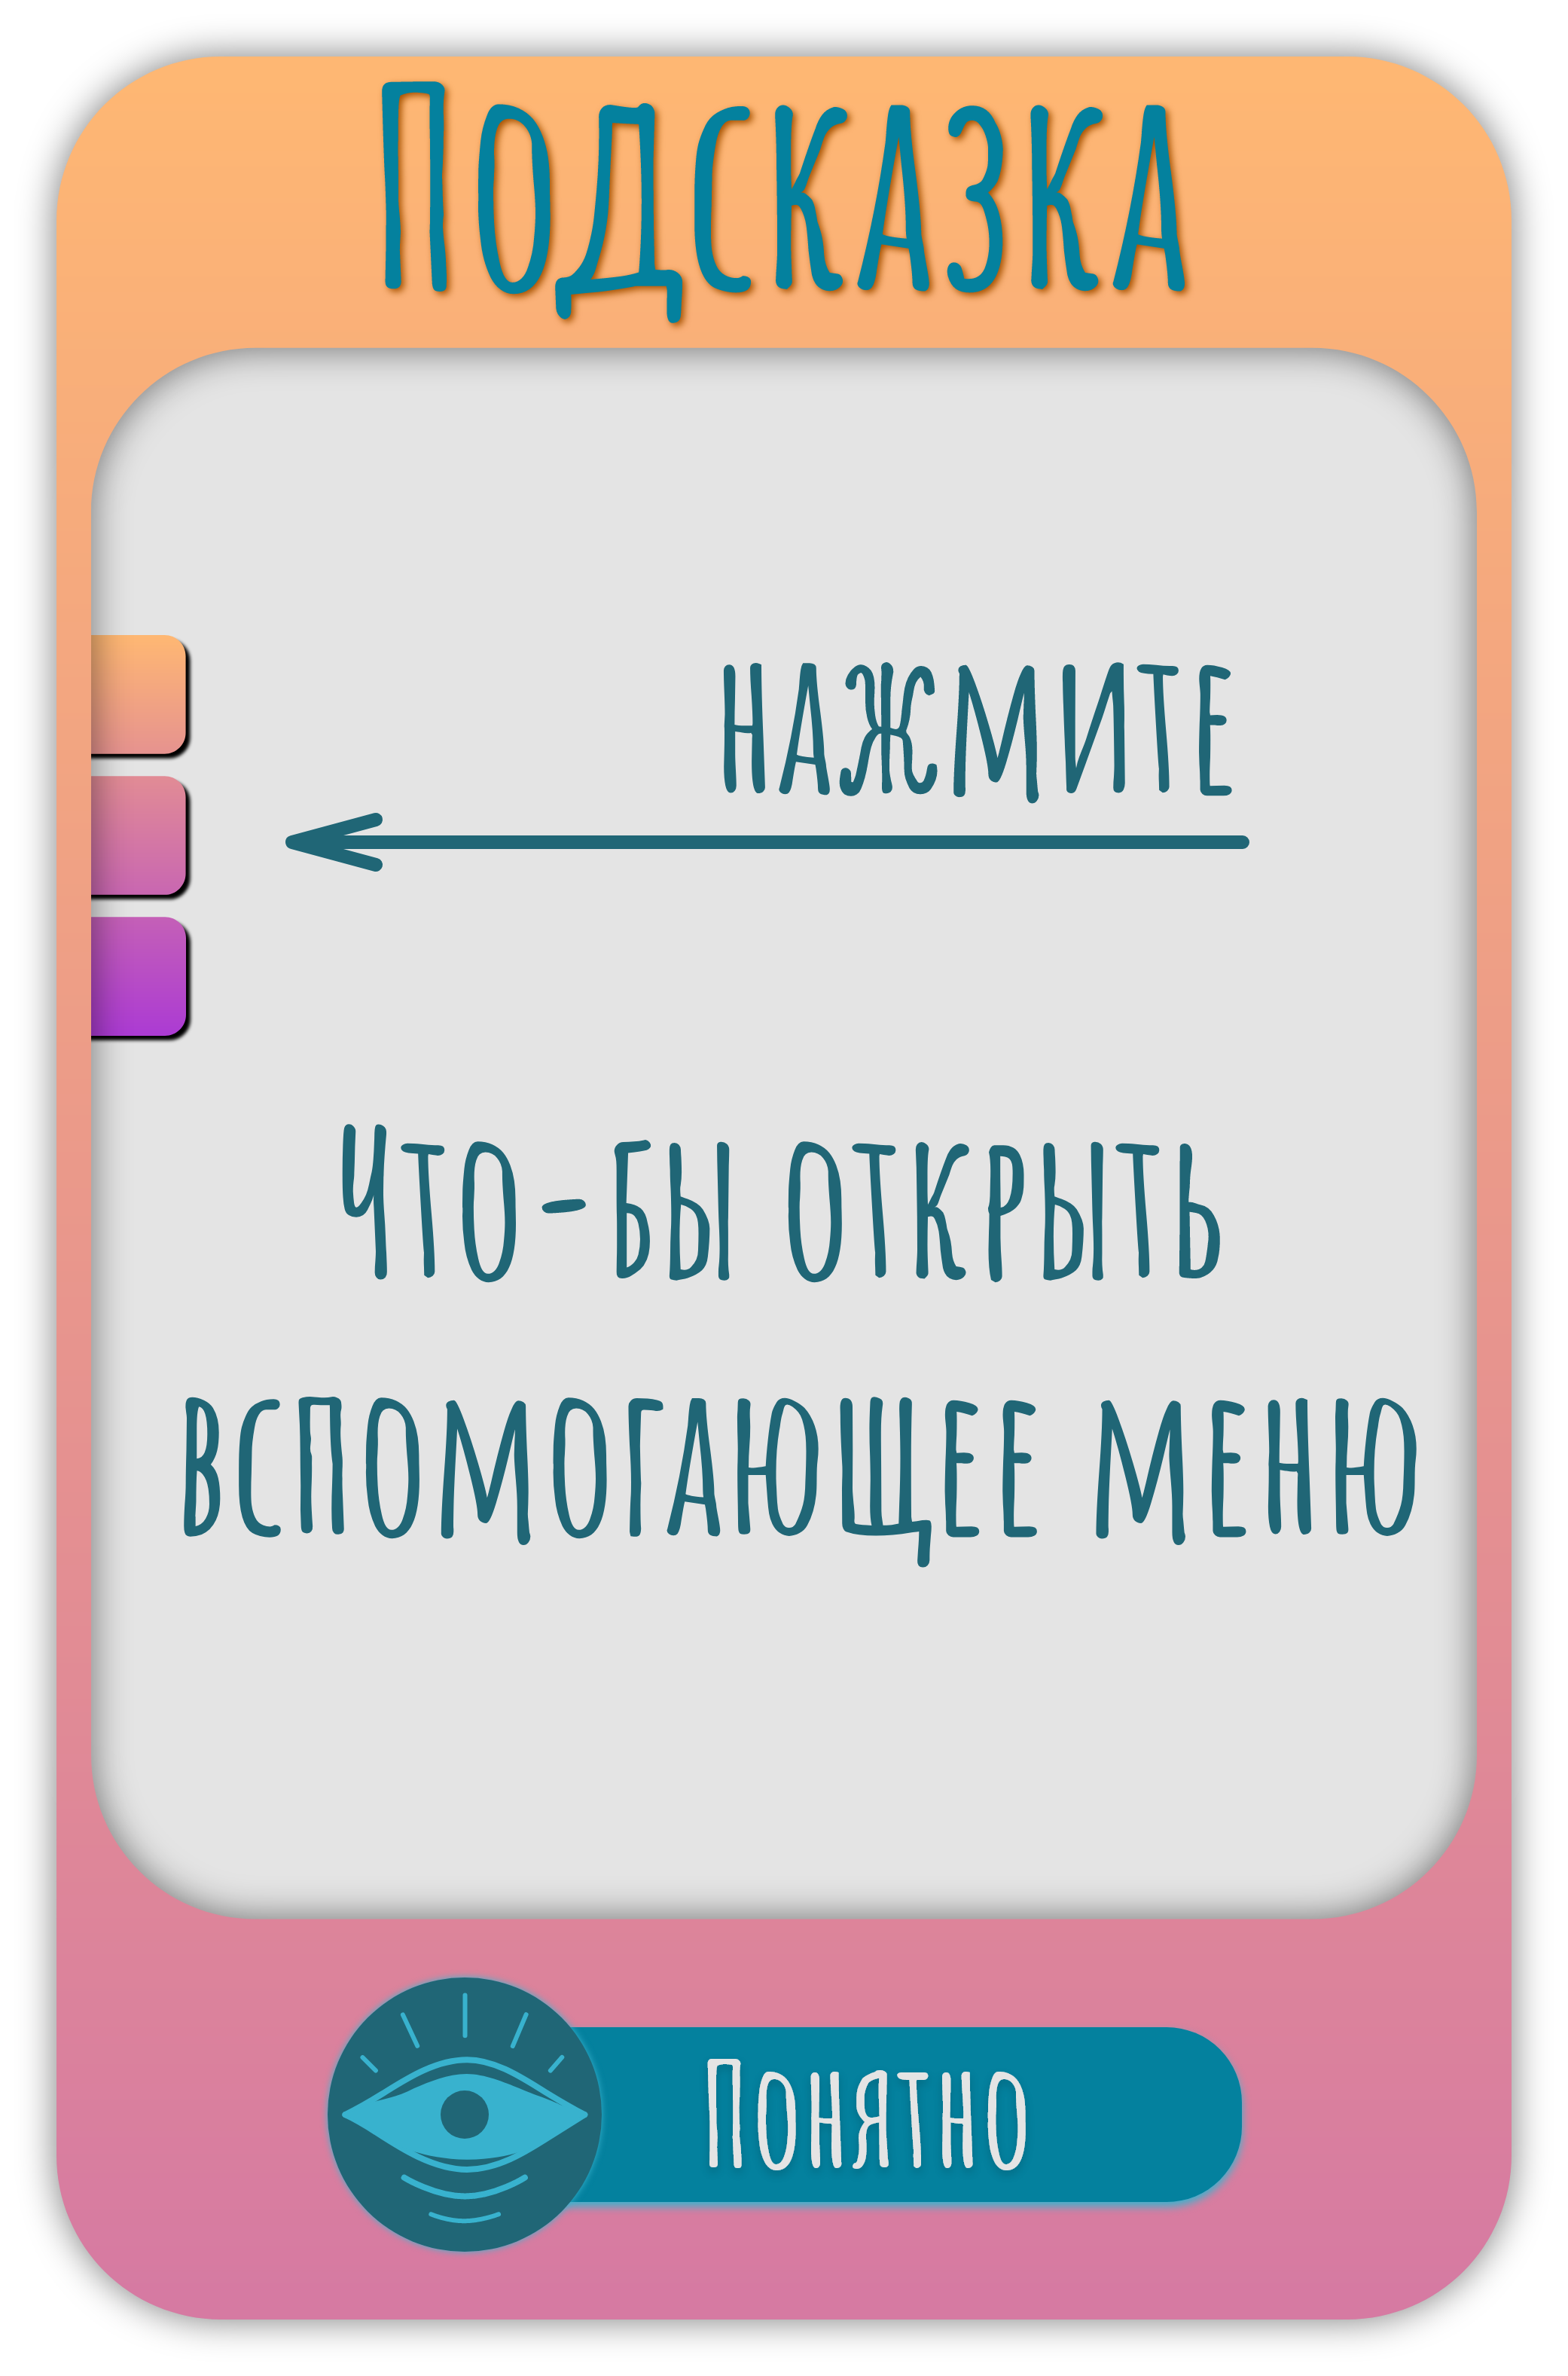 Подсказка
нажмите
Что-бы открыть
вспомогающее меню
Понятно